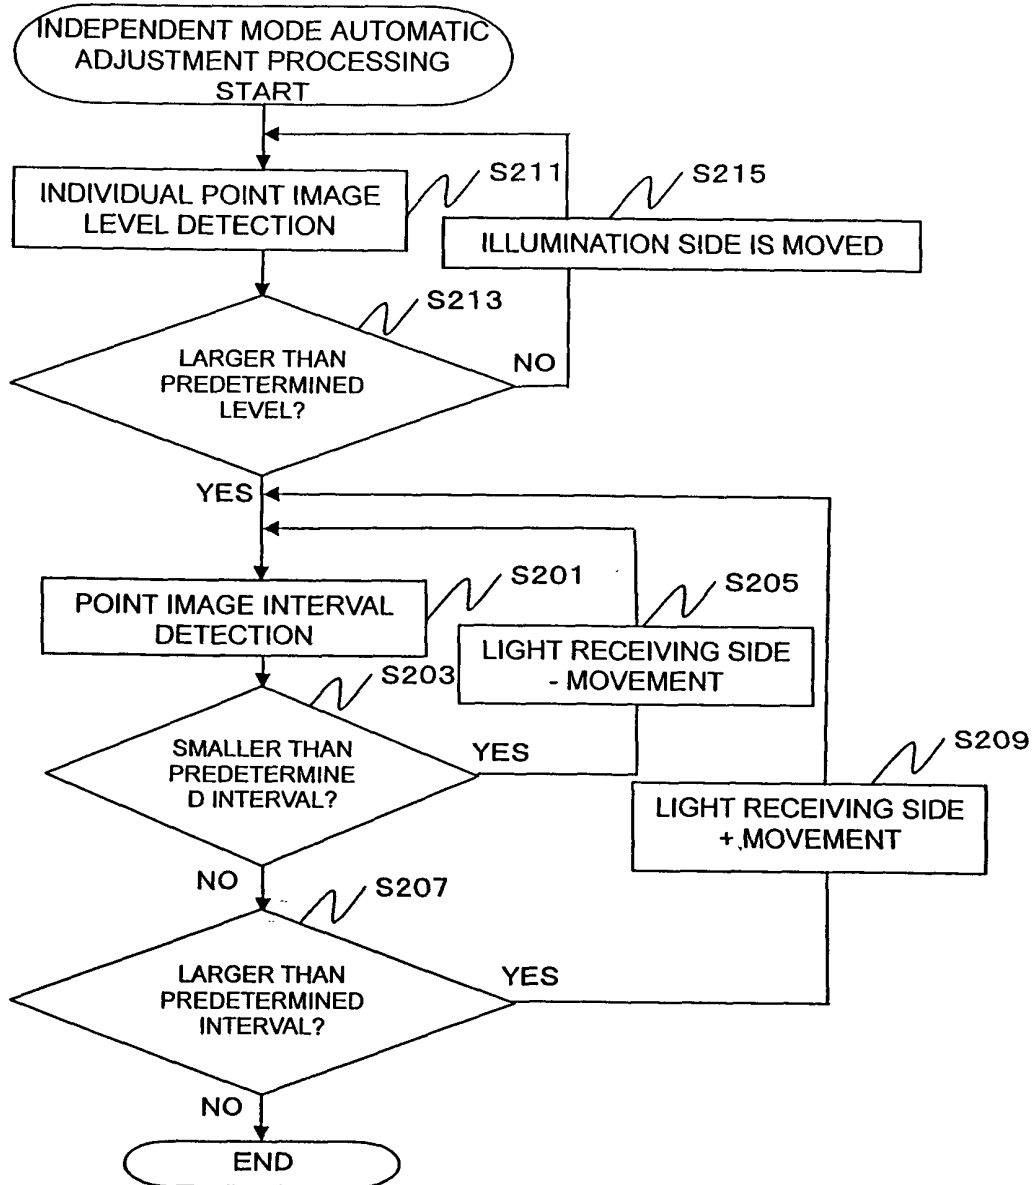 INDEPENDENT MODE AUTOMATIC
ADJUSTMENT PROCESSING
START
S211
INDIVIDUAL POINT IMAGE
LEVEL DETECTION
S215
ILLUMINATION SIDE IS MOVED
S213
LARGER THAN
PREDETERMINED
LEVEL?
NO
YES
S201
POINT IMAGE INTERVAL
DETECTION
S205
LIGHT RECEIVING SIDE
- MOVEMENT
S203
SMALLER THAN
PREDETERMINE
D INTERVAL?
YES
S209
LIGHT RECEIVING SIDE
+ MOVEMENT
NO
S207
LARGER THAN
PREDETERMINED
INTERVAL?
YES
NO
END